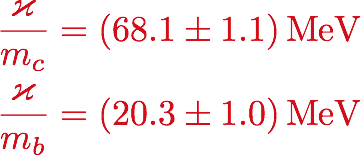 ϰ/m_c = (68.1 ± 1.1) MeV
ϰ/m_b = (20.3 ± 1.0) MeV